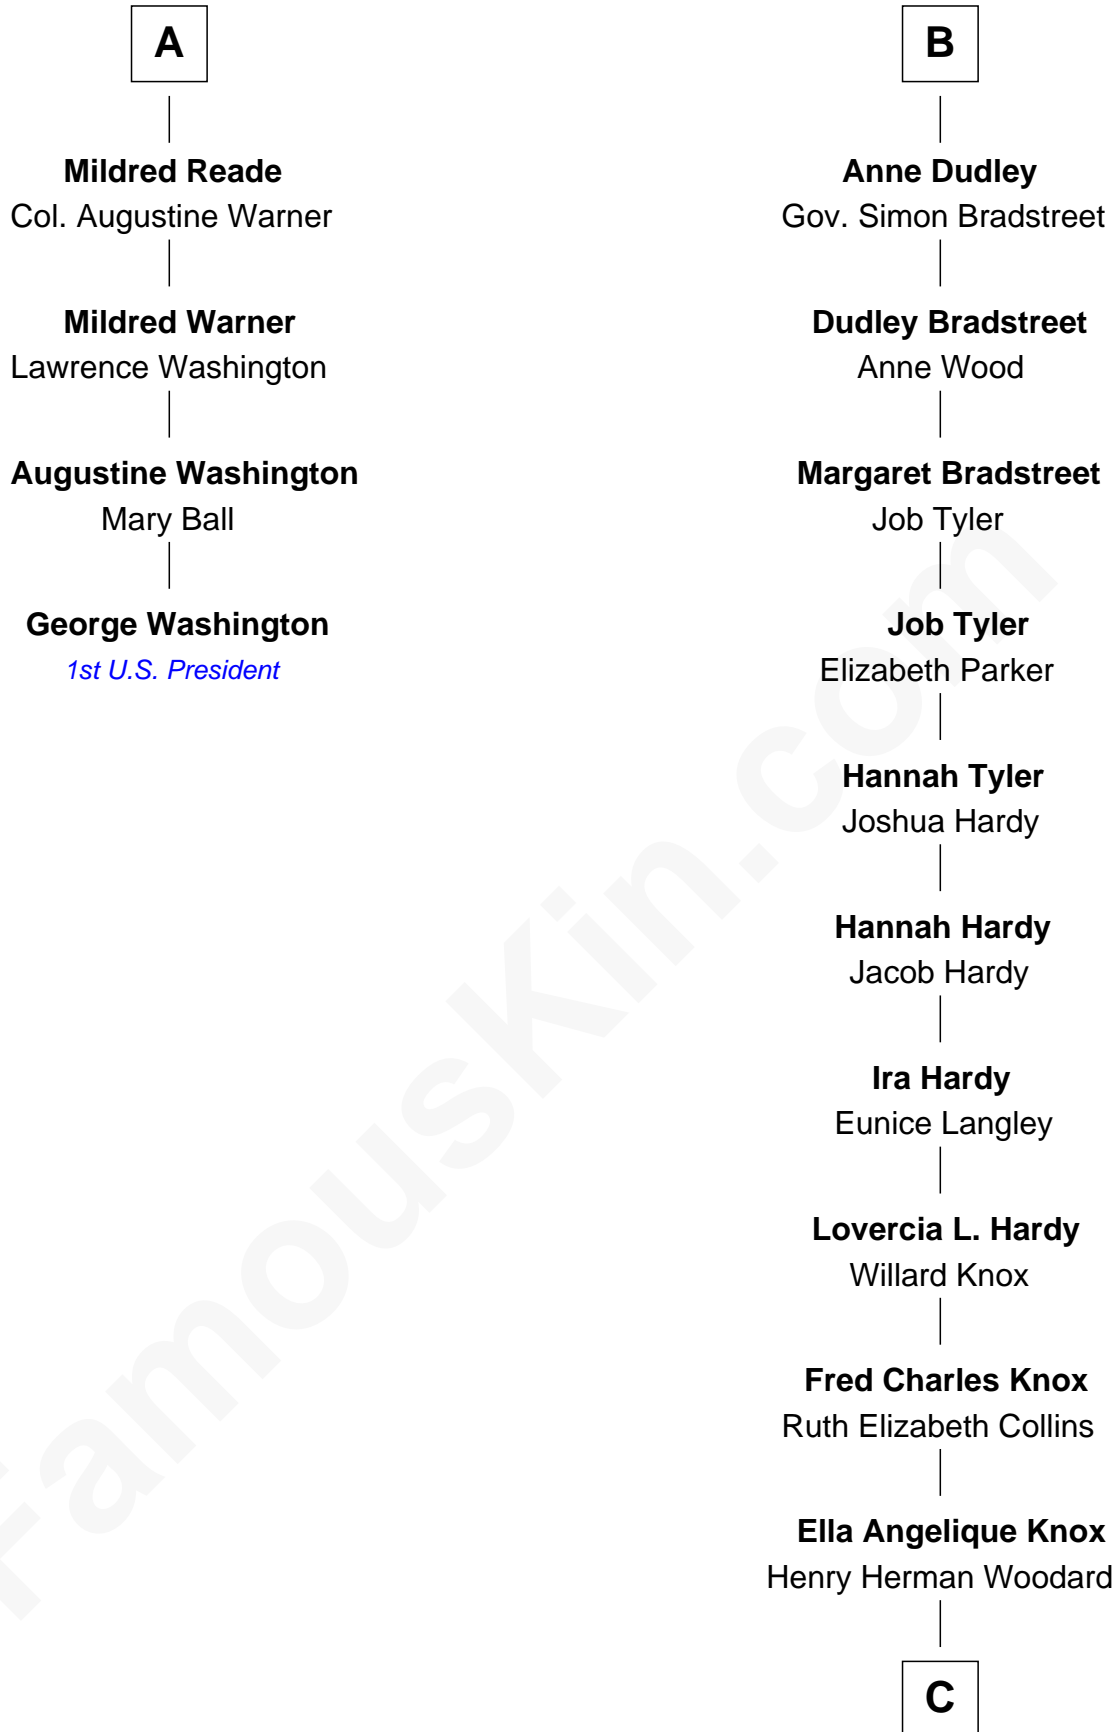 A
Mildred Reade
Col. Augustine Warner
Mildred Warner
Lawrence Washington
Augustine Washington
Mary Ball
George Washington
1st U.S. President
B
Anne Dudley
Gov. Simon Bradstreet
Dudley Bradstreet
Anne Wood
Margaret Bradstreet
Job Tyler
Job Tyler
Elizabeth Parker
Hannah Tyler
Joshua Hardy
Hannah Hardy
Jacob Hardy
Ira Hardy
Eunice Langley
Lovercia L. Hardy
Willard Knox
Fred Charles Knox
Ruth Elizabeth Collins
Ella Angelique Knox
Henry Herman Woodard
C
FamousKin.com